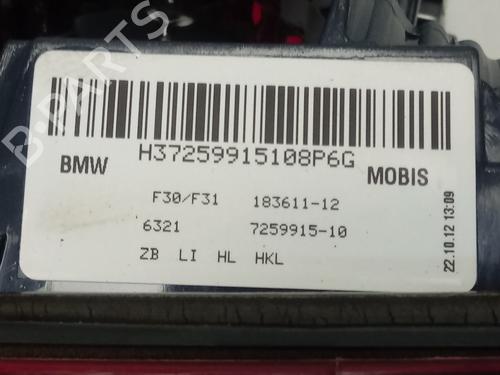 B-PARTS
H37259915108P6G
BMW MOBIS
F30/F31 183611-12
6321 7259915-10
ZB LI HL HKL
22.10.12 13:09